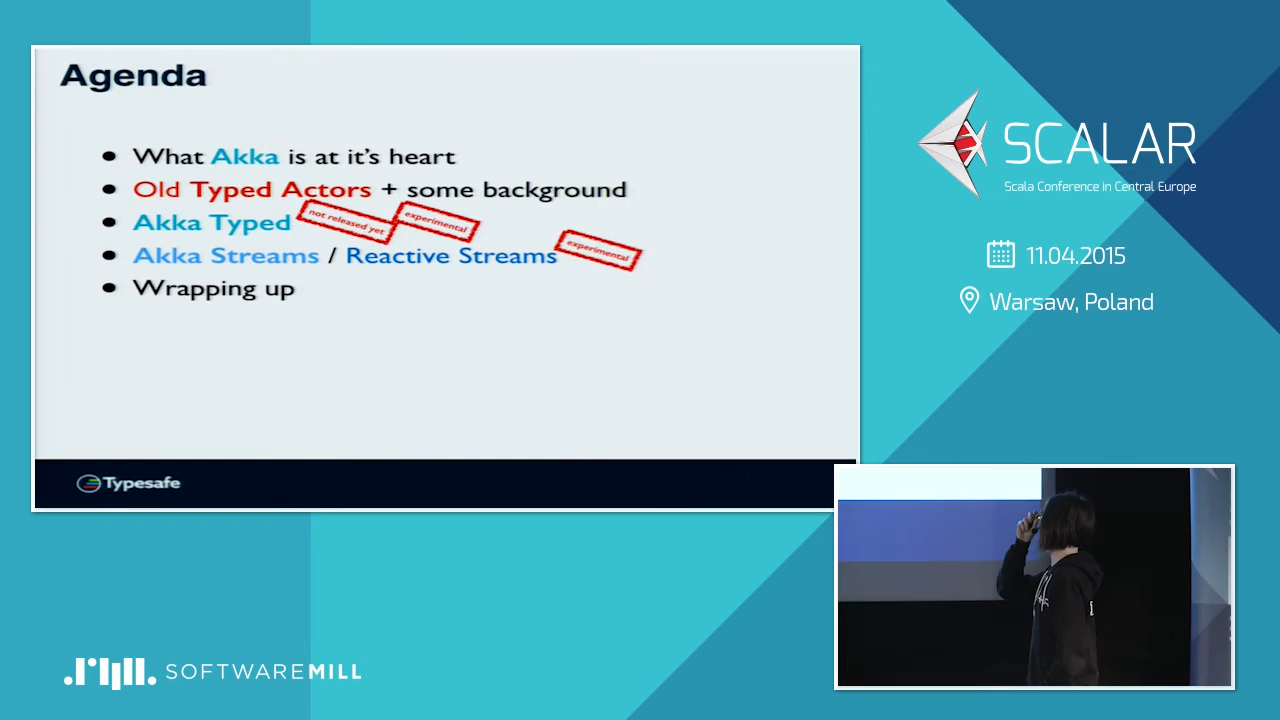 Agenda
• What Akka is at it's heart
• Old Typed Actors + some background
• Akka Typed
not released yet
experimental
• Akka Streams / Reactive Streams
experimental
• Wrapping up
Typesafe
SCALAR
Scala Conference in Central Europe
11.04.2015
Warsaw, Poland
SOFTWAREMILL